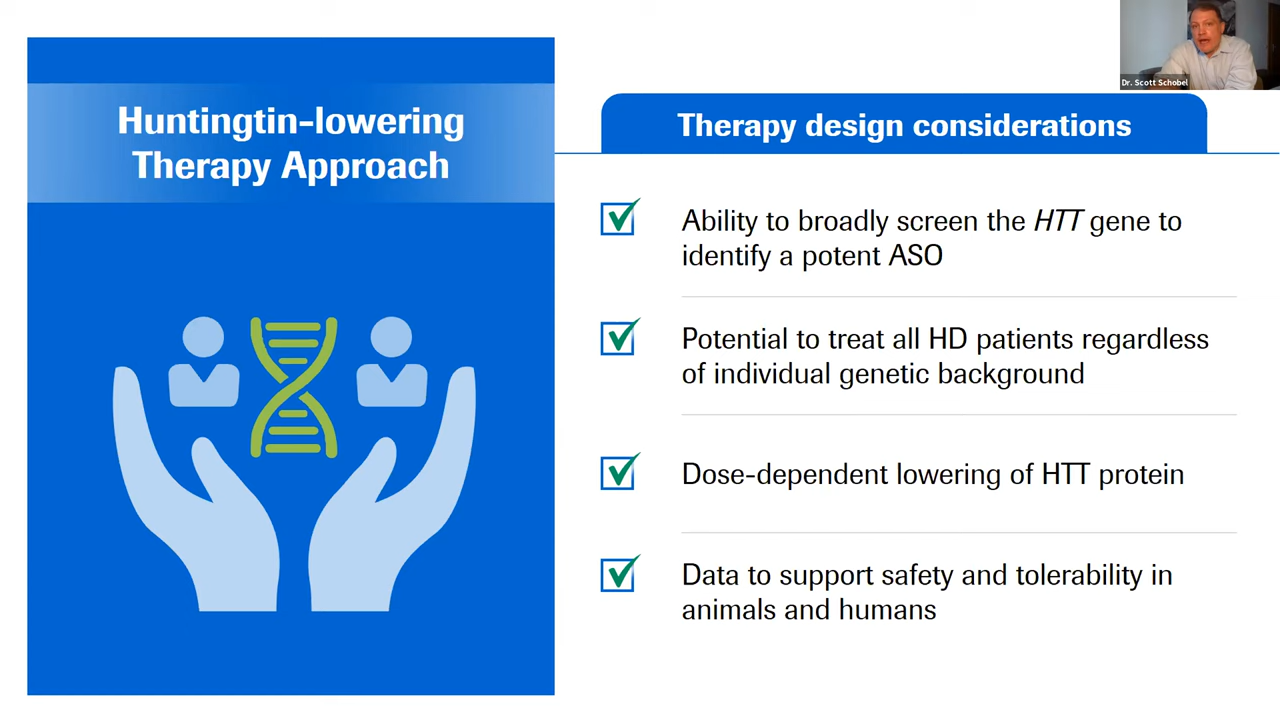 Dr. Scott Schobel
Huntingtin-lowering
Therapy Approach
Therapy design considerations
Ability to broadly screen the HTT gene to
identify a potent ASO
Potential to treat all HD patients regardless
of individual genetic background
Dose-dependent lowering of HTT protein
Data to support safety and tolerability in
animals and humans